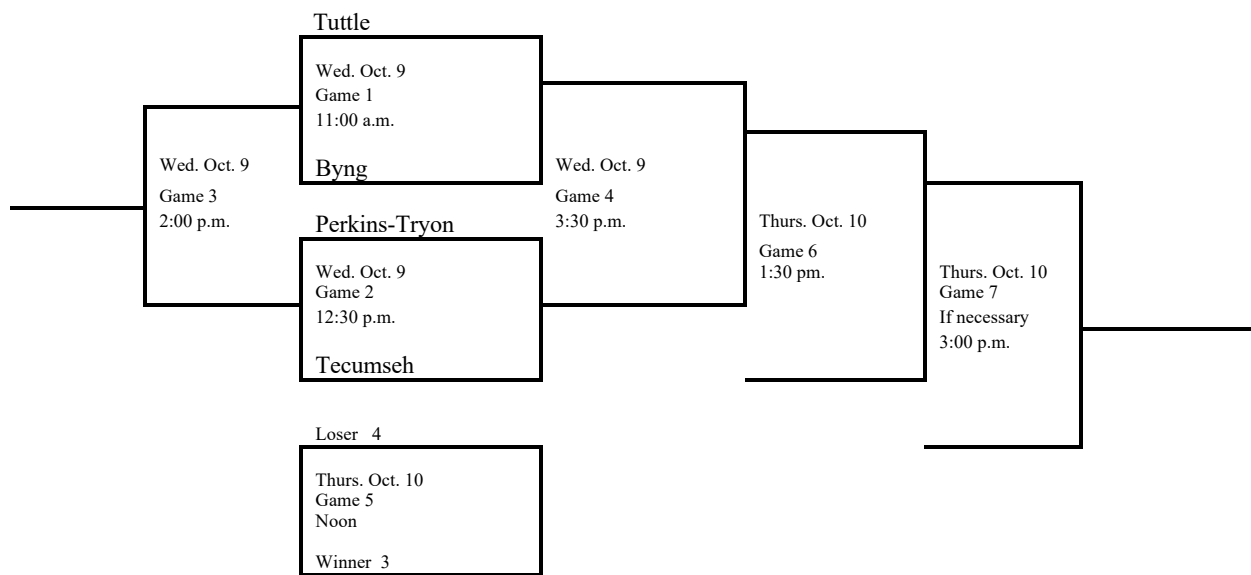 Tuttle
Wed. Oct. 9
Game 1
11:00 a.m.
Byng
Wed. Oct. 9
Game 3
2:00 p.m.
Wed. Oct. 9
Game 4
3:30 p.m.
Perkins-Tryon
Wed. Oct. 9
Game 2
12:30 p.m.
Tecumseh
Thurs. Oct. 10
Game 6
1:30 pm.
Thurs. Oct. 10
Game 7
If necessary
3:00 p.m.
Loser 4
Thurs. Oct. 10
Game 5
Noon
Winner 3